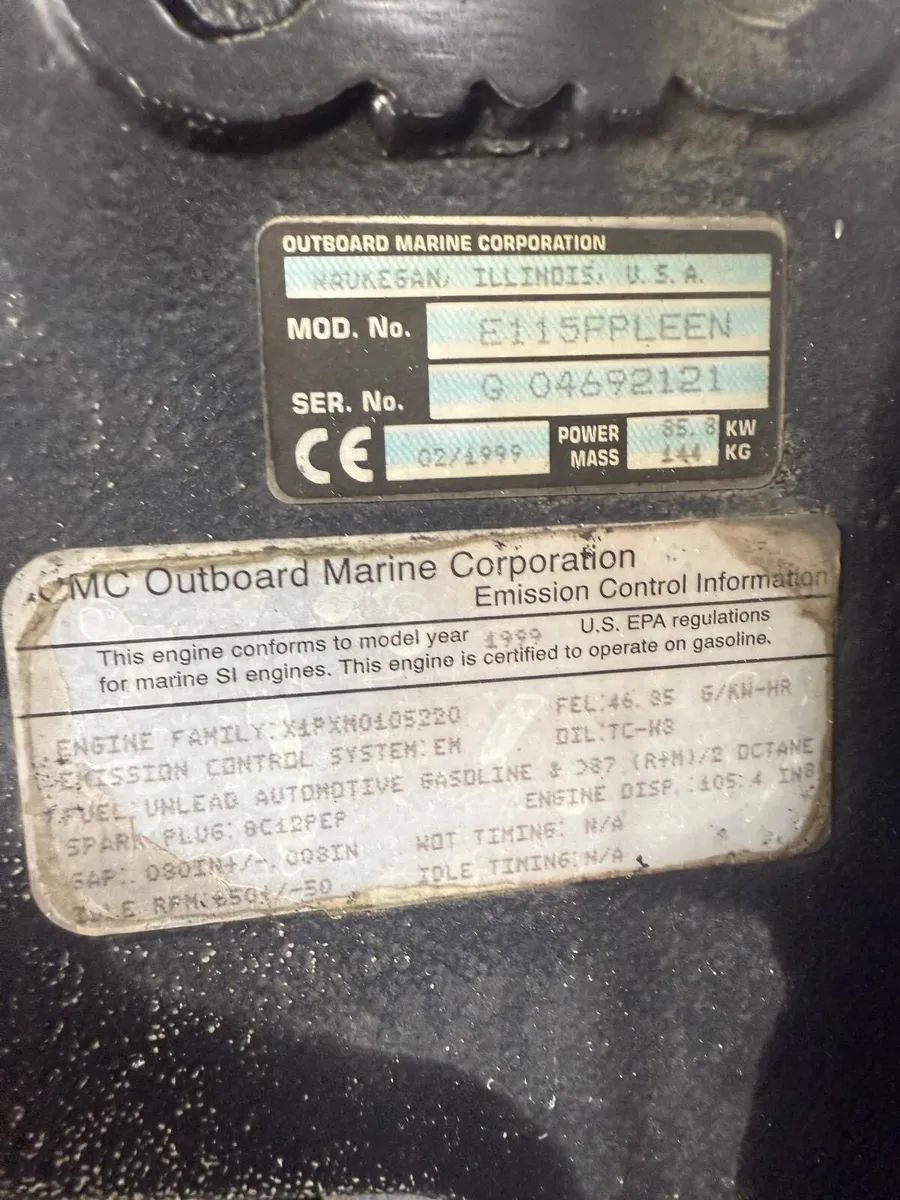 OUTBOARD MARINE CORPORATION
WAUKEGAN, ILLINOIS, U.S.A.
MOD. No. E115FPLEEN
SER. No. G 04692121
CE 02/1999 POWER 85.8 KW
MASS 144 KG
OMC Outboard Marine Corporation
Emission Control Information
This engine conforms to model year 1999 U.S. EPA regulations
for marine SI engines. This engine is certified to operate on gasoline.
ENGINE FAMILY: FEL:46.85 G/KW-HR
EMISSION CONTROL SYSTEM: EM OIL:TC-W3
FUEL: UNLEAD AUTOMOTIVE GASOLINE 87 (R+M)/2 OCTANE
SPARK PLUG: ENGINE DISP.:105.4 IN3
GAP: .030IN+/-.003IN WOT TIMING: N/A
IDLE RPM: +/-50 IDLE TIMING:N/A